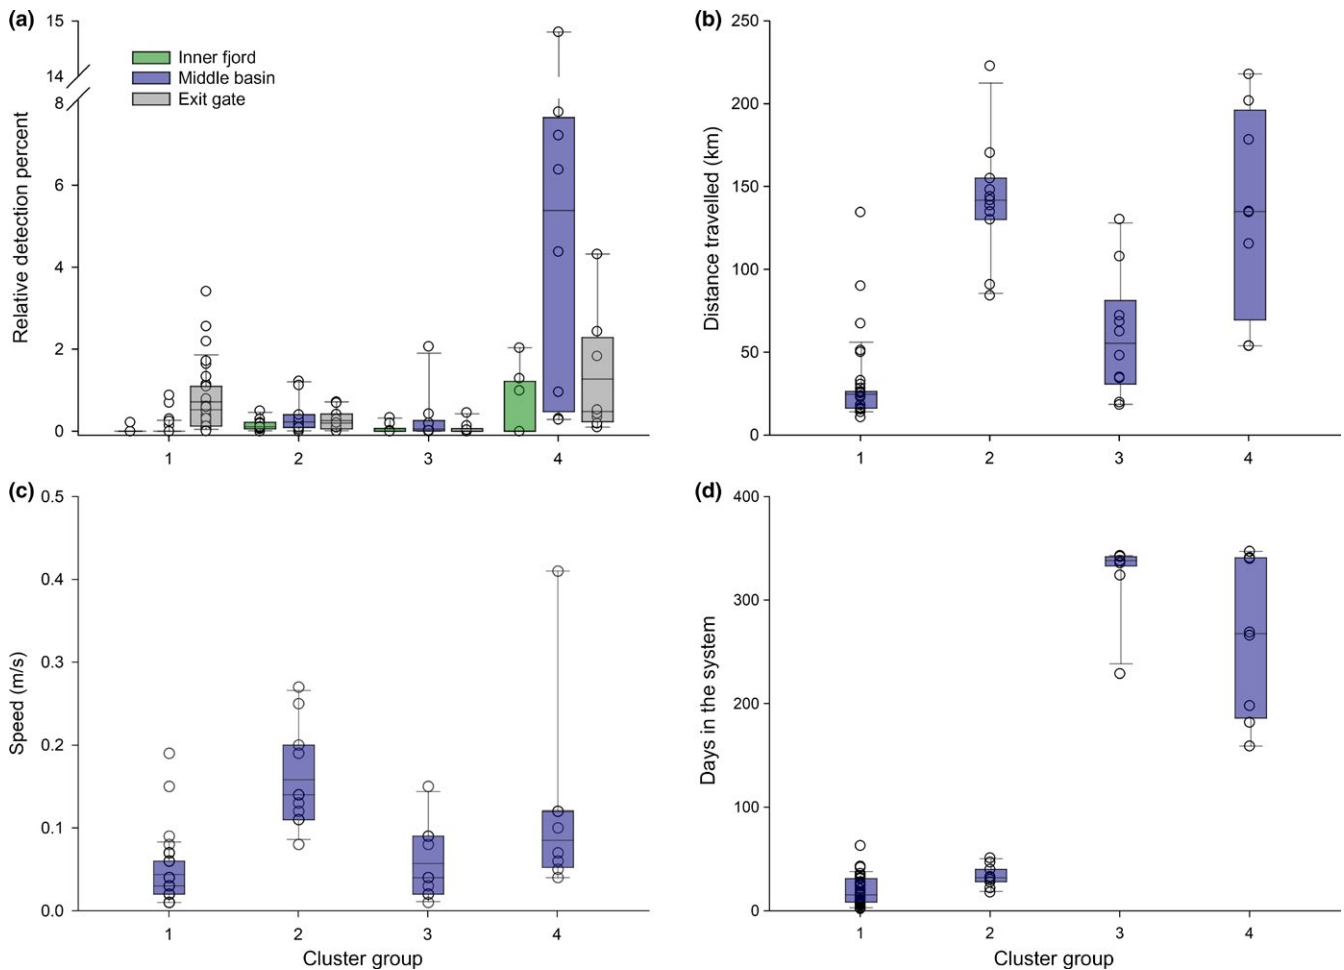 (a)
15
14
8
6
4
2
0
Relative detection percent
Inner fjord
Middle basin
Exit gate
1 2 3 4
(b)
250
200
150
100
50
0
Distance travelled (km)
1 2 3 4
(c)
0.5
0.4
0.3
0.2
0.1
0.0
Speed (m/s)
1 2 3 4
Cluster group
(d)
400
300
200
100
0
Days in the system
1 2 3 4
Cluster group